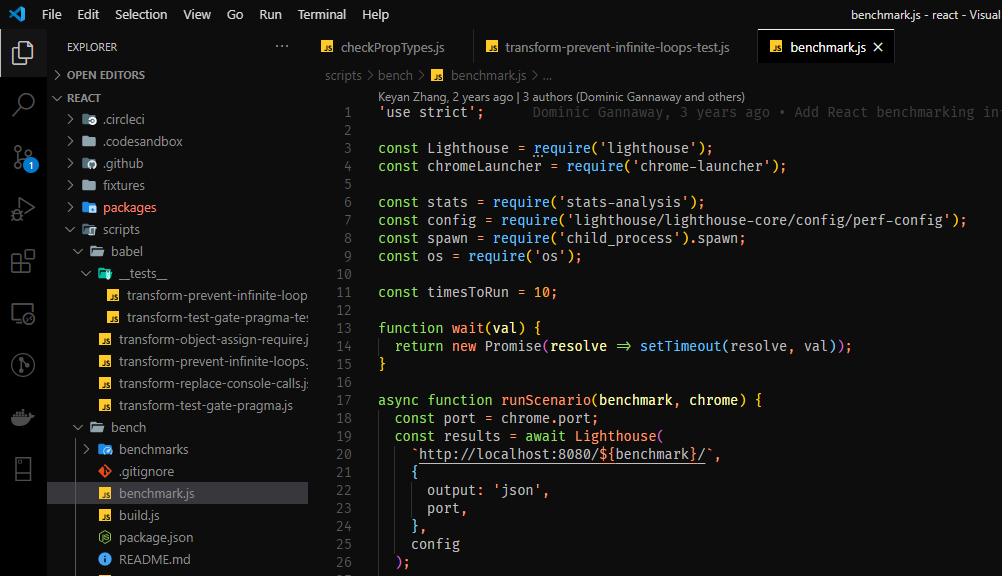 File Edit Selection View Go Run Terminal Help benchmark.js - react - Visual
EXPLORER
OPEN EDITORS
REACT
.circleci
.codesandbox
.github
fixtures
packages
scripts
babel
__tests__
transform-prevent-infinite-loop
transform-test-gate-pragma-tes
transform-object-assign-require.j
transform-prevent-infinite-loops.
transform-replace-console-calls.js
transform-test-gate-pragma.js
bench
benchmarks
.gitignore
benchmark.js
build.js
package.json
README.md
1
checkPropTypes.js transform-prevent-infinite-loops-test.js benchmark.js
scripts > bench > JS benchmark.js > ...
Keyan Zhang, 2 years ago | 3 authors (Dominic Gannaway and others)
1 'use strict'; Dominic Gannaway, 3 years ago • Add React benchmarking in
2
3 const Lighthouse = require('lighthouse');
4 const chromeLauncher = require('chrome-launcher');
5
6 const stats = require('stats-analysis');
7 const config = require('lighthouse/lighthouse-core/config/perf-config');
8 const spawn = require('child_process').spawn;
9 const os = require('os');
10
11 const timesToRun = 10;
12
13 function wait(val) {
14 return new Promise(resolve => setTimeout(resolve, val));
15 }
16
17 async function runScenario(benchmark, chrome) {
18 const port = chrome.port;
19 const results = await Lighthouse(
20 `http://localhost:8080/${benchmark}/`,
21 {
22 output: 'json',
23 port,
24 },
25 config
26 );